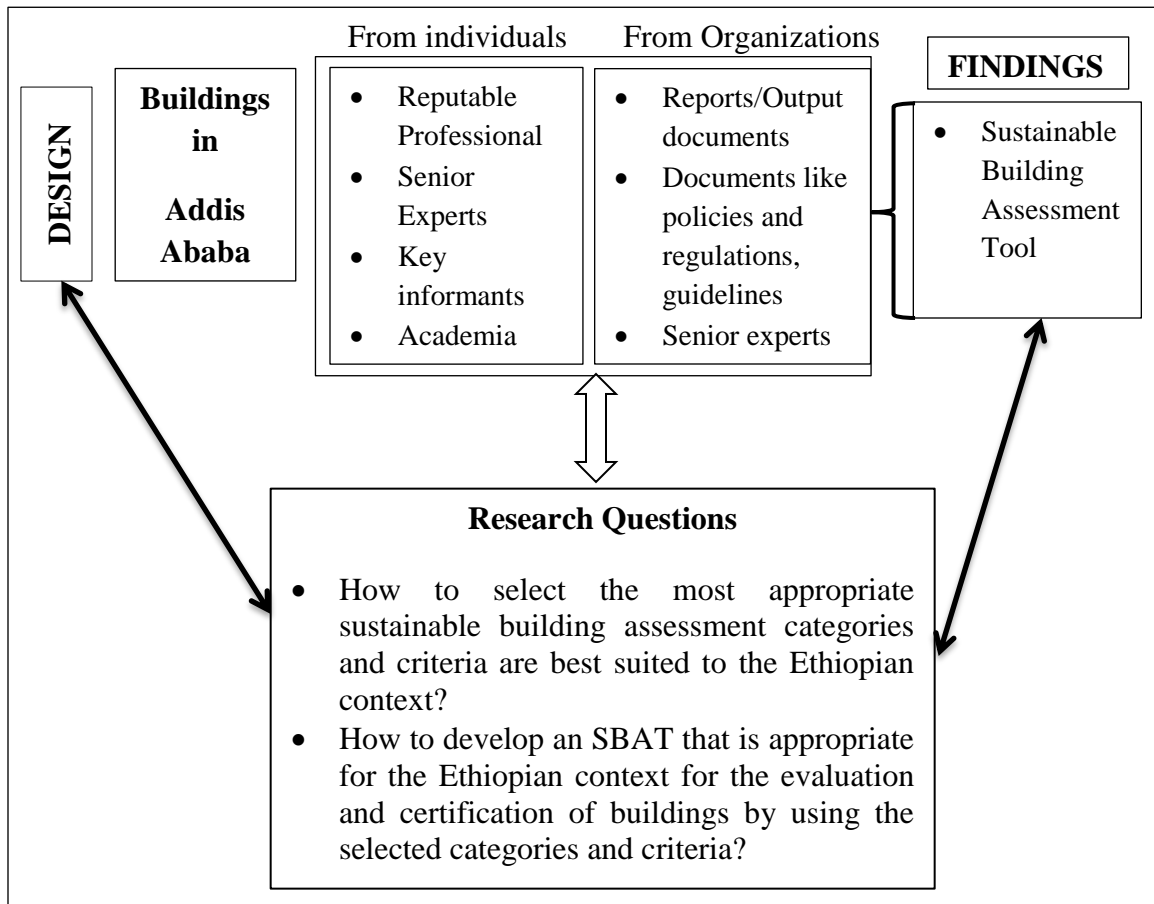 DESIGN
Buildings
in
Addis
Ababa
From individuals
• Reputable
Professional
• Senior
Experts
• Key
informants
• Academia
From Organizations
• Reports/Output
documents
• Documents like
policies and
regulations,
guidelines
• Senior experts
FINDINGS
• Sustainable
Building
Assessment
Tool
Research Questions
• How to select the most appropriate
sustainable building assessment categories
and criteria are best suited to the Ethiopian
context?
• How to develop an SBAT that is appropriate
for the Ethiopian context for the evaluation
and certification of buildings by using the
selected categories and criteria?